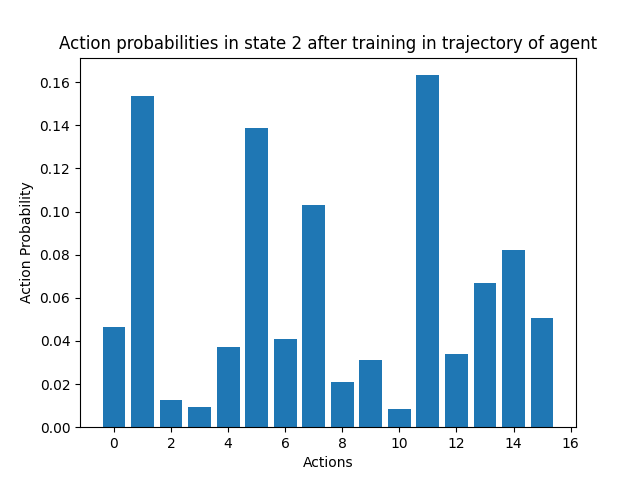 Action probabilities in state 2 after training in trajectory of agent
0.16
0.14
0.12
0.10
0.08
0.06
0.04
0.02
0.00
Action Probability
0 2 4 6 8 10 12 14 16
Actions